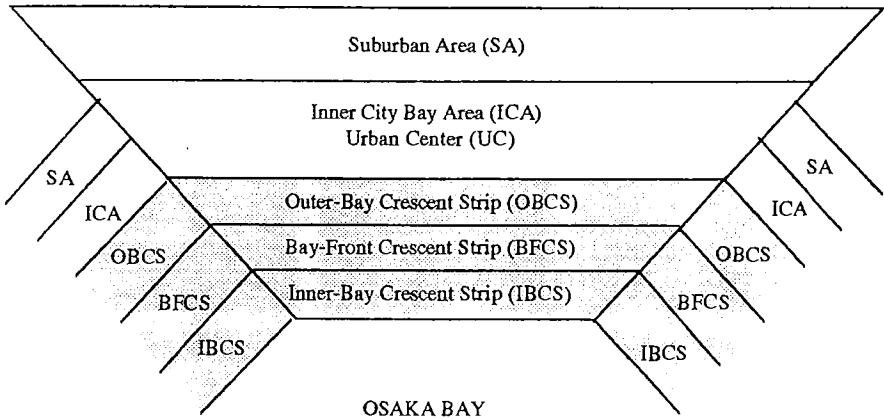 Suburban Area (SA)
Inner City Bay Area (ICA)
Urban Center (UC)
SA
SA
ICA
ICA
Outer-Bay Crescent Strip (OBCS)
OBCS
OBCS
Bay-Front Crescent Strip (BFCS)
BFCS
BFCS
Inner-Bay Crescent Strip (IBCS)
IBCS
IBCS
OSAKA BAY